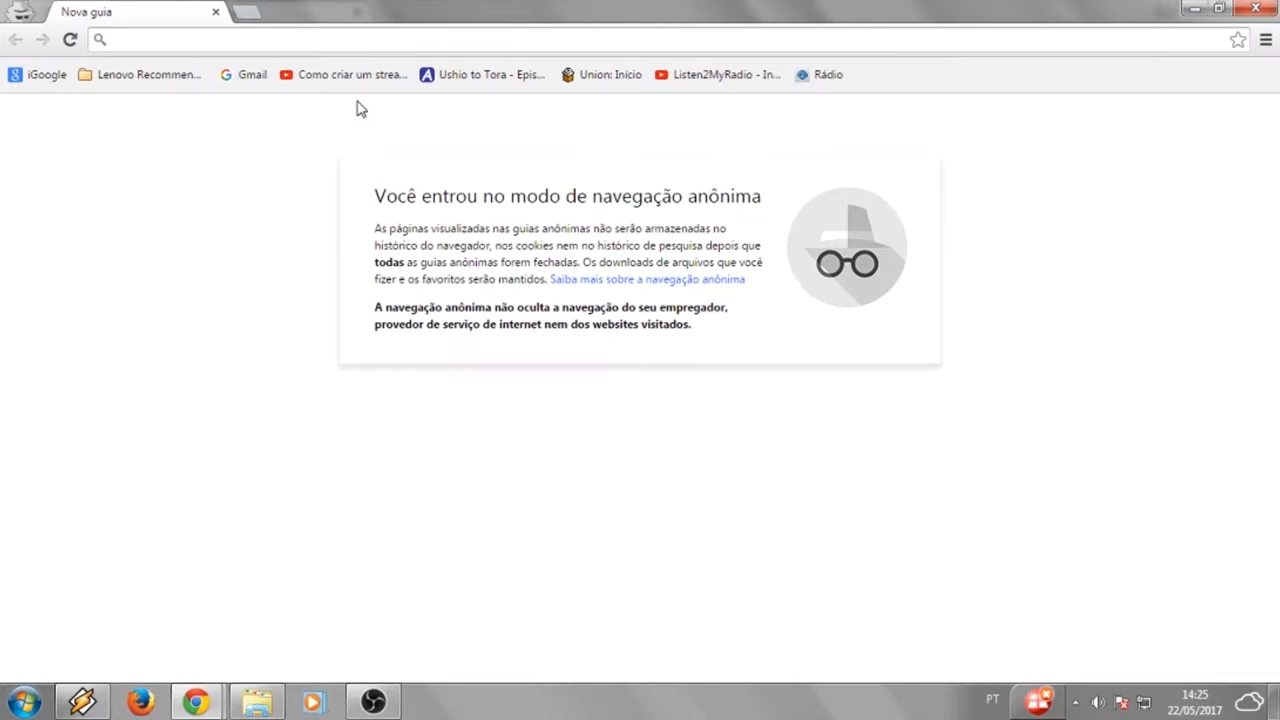 Nova guia
iGoogle Lenovo Recommen... Gmail Como criar um strea... Ushio to Tora - Epis... Union: Início Listen2MyRadio - In... Rádio
Você entrou no modo de navegação anônima
As páginas visualizadas nas guias anônimas não serão armazenadas no
histórico do navegador, nos cookies nem no histórico de pesquisa depois que
todas as guias anônimas forem fechadas. Os downloads de arquivos que você
fizer e os favoritos serão mantidos. Saiba mais sobre a navegação anônima
A navegação anônima não oculta a navegação do seu empregador,
provedor de serviço de internet nem dos websites visitados.
PT
14:25
22/05/2017